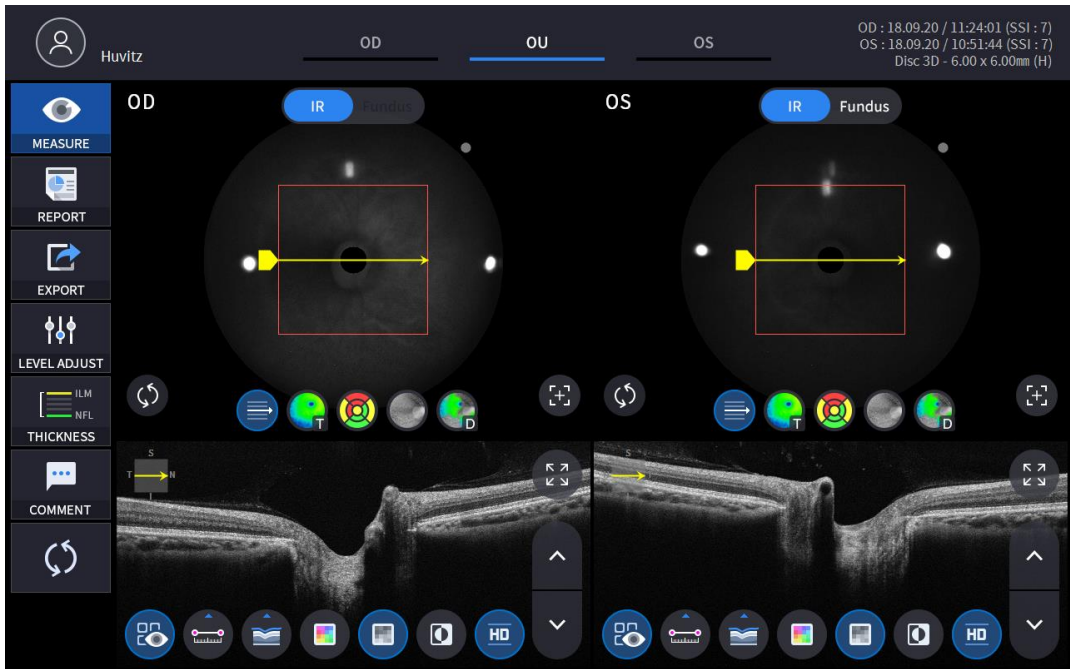 Huvitz
OD
OU
OS
OD : 18.09.20 / 11:24:01 (SSI : 7)
OS : 18.09.20 / 10:51:44 (SSI : 7)
Disc 3D - 6.00 x 6.00mm (H)
MEASURE
REPORT
EXPORT
LEVEL ADJUST
ILM
NFL
THICKNESS
COMMENT
OD
IR
Fundus
T
D
OS
IR Fundus
T
D
S
T N
I
HD
S
HD